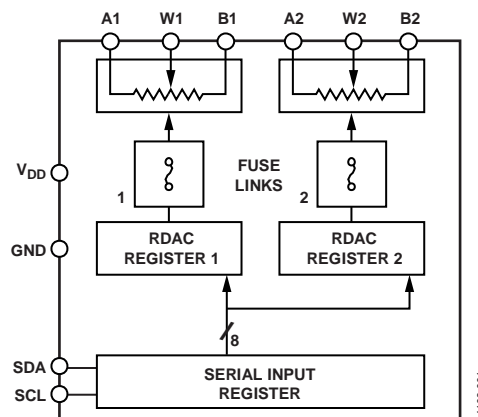 A1 W1 B1 A2 W2 B2
V_DD
FUSE
LINKS
1
2
GND
RDAC
REGISTER 1
RDAC
REGISTER 2
8
SDA
SCL
SERIAL INPUT
REGISTER